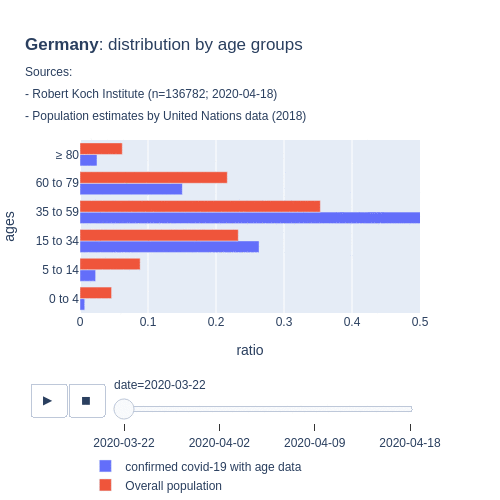 Germany: distribution by age groups
Sources:
- Robert Koch Institute (n=136782; 2020-04-18)
- Population estimates by United Nations data (2018)
ages
≥ 80
60 to 79
35 to 59
15 to 34
5 to 14
0 to 4
0 0.1 0.2 0.3 0.4 0.5
ratio
date=2020-03-22
2020-03-22 2020-04-02 2020-04-09 2020-04-18
confirmed covid-19 with age data
Overall population